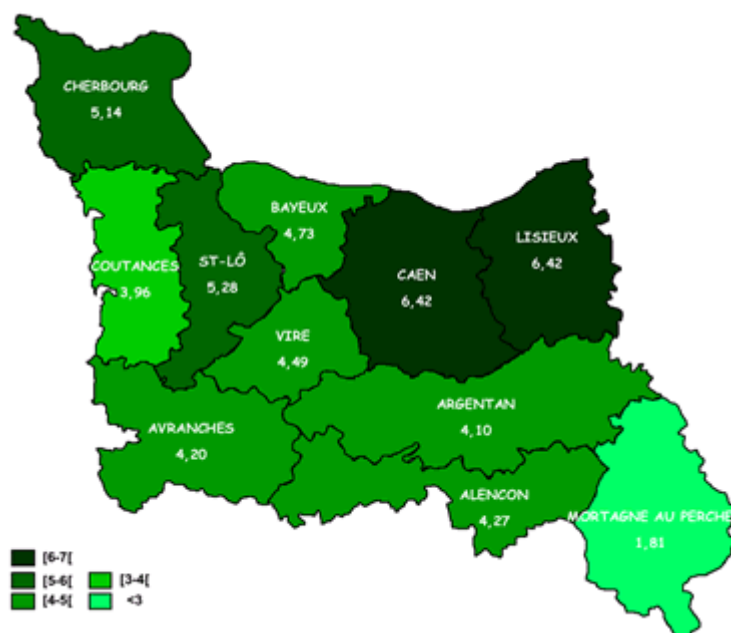 CHERBOURG
5,14
BAYEUX
4,73
LISIEUX
6,42
COUTANCES
3,96
ST-LÔ
5,28
CAEN
6,42
VIRE
4,49
ARGENTAN
4,10
AVRANCHES
4,20
ALENCON
4,27
MORTAGNE AU PERCHE
1,81
[6-7[
[5-6[
[3-4[
[4-5[
<3